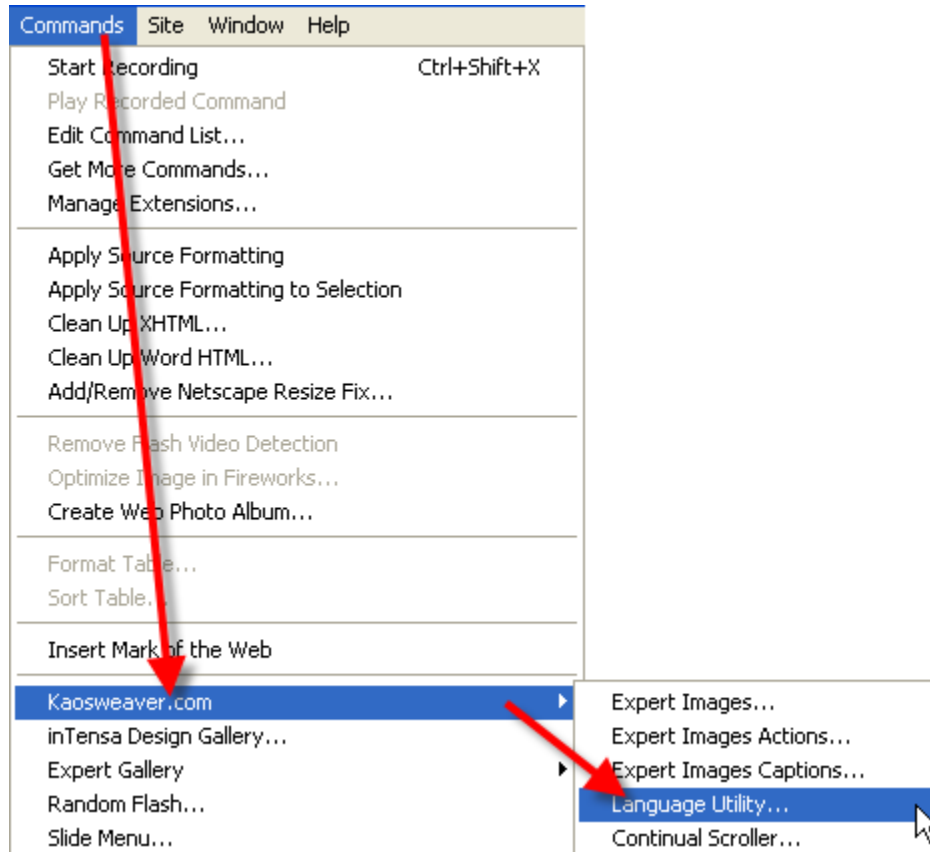 Commands Site Window Help
Start Recording Ctrl+Shift+X
Play Recorded Command
Edit Command List...
Get More Commands...
Manage Extensions...
Apply Source Formatting
Apply Source Formatting to Selection
Clean Up XHTML...
Clean Up Word HTML...
Add/Remove Netscape Resize Fix...
Remove Flash Video Detection
Optimize Image in Fireworks...
Create Web Photo Album...
Format Table...
Sort Table...
Insert Mark of the Web
Kaosweaver.com
inTensa Design Gallery...
Expert Gallery
Random Flash...
Slide Menu...
Expert Images...
Expert Images Actions...
Expert Images Captions...
Language Utility...
Continual Scroller...